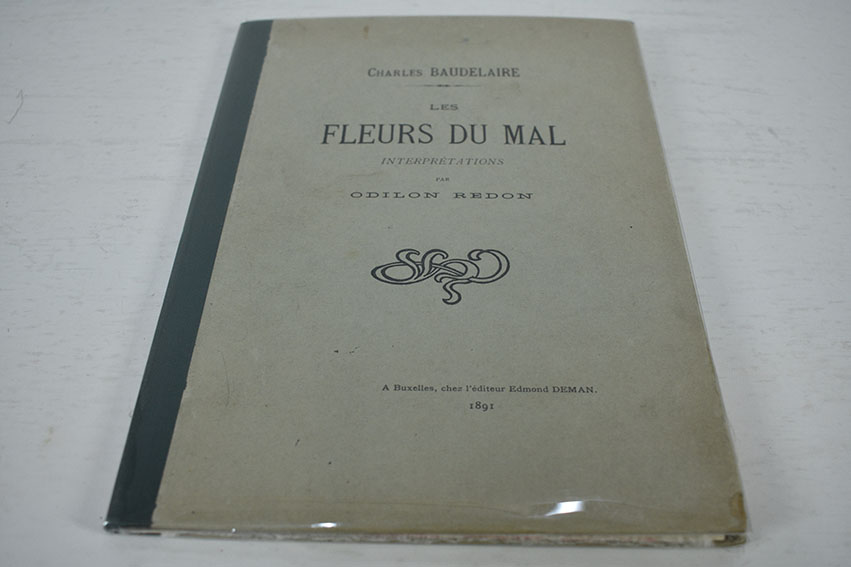 CHARLES BAUDELAIRE
LES
FLEURS DU MAL
INTERPRÉTATIONS
PAR
ODILON REDON
A Buxelles, chez l'éditeur Edmond DEMAN.
1891